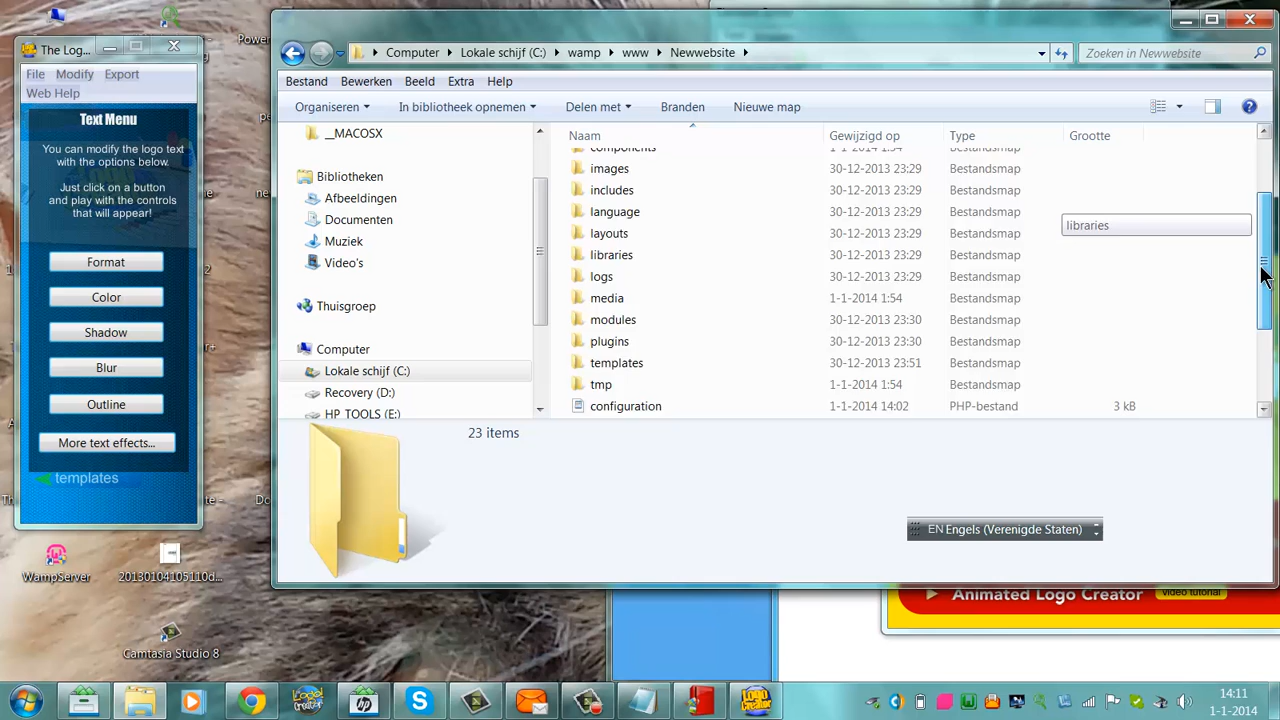 The Log...
File Modify Export
Web Help
Text Menu
You can modify the logo text
with the options below.
Just click on a button
and play with the controls
that will appear!
Format
Color
Shadow
Blur
Outline
More text effects...
templates
WampServer
20130104105110d...
Camtasia Studio 8
Computer
Lokale schijf (C:)
wamp
www
Newwebsite
Zoeken in Newwebsite
Bestand Bewerken Beeld Extra Help
Organiseren In bibliotheek opnemen Delen met Branden Nieuwe map
__MACOSX
Bibliotheken
Afbeeldingen
Documenten
Muziek
Video's
Thuisgroep
Computer
Lokale schijf (C:)
Recovery (D:)
HP_TOOLS (E:)
Naam Gewijzigd op Type Grootte
components 1-1-2014 1:54 Bestandsmap
images 30-12-2013 23:29 Bestandsmap
includes 30-12-2013 23:29 Bestandsmap
language 30-12-2013 23:29 Bestandsmap
layouts 30-12-2013 23:29 Bestandsmap
libraries 30-12-2013 23:29 Bestandsmap
logs 30-12-2013 23:29 Bestandsmap
media 1-1-2014 1:54 Bestandsmap
modules 30-12-2013 23:30 Bestandsmap
plugins 30-12-2013 23:30 Bestandsmap
templates 30-12-2013 23:51 Bestandsmap
tmp 1-1-2014 1:54 Bestandsmap
configuration 1-1-2014 14:02 PHP-bestand 3 kB
libraries
23 items
EN Engels (Verenigde Staten)
Animated Logo Creator
Video tutorial
14:11
1-1-2014